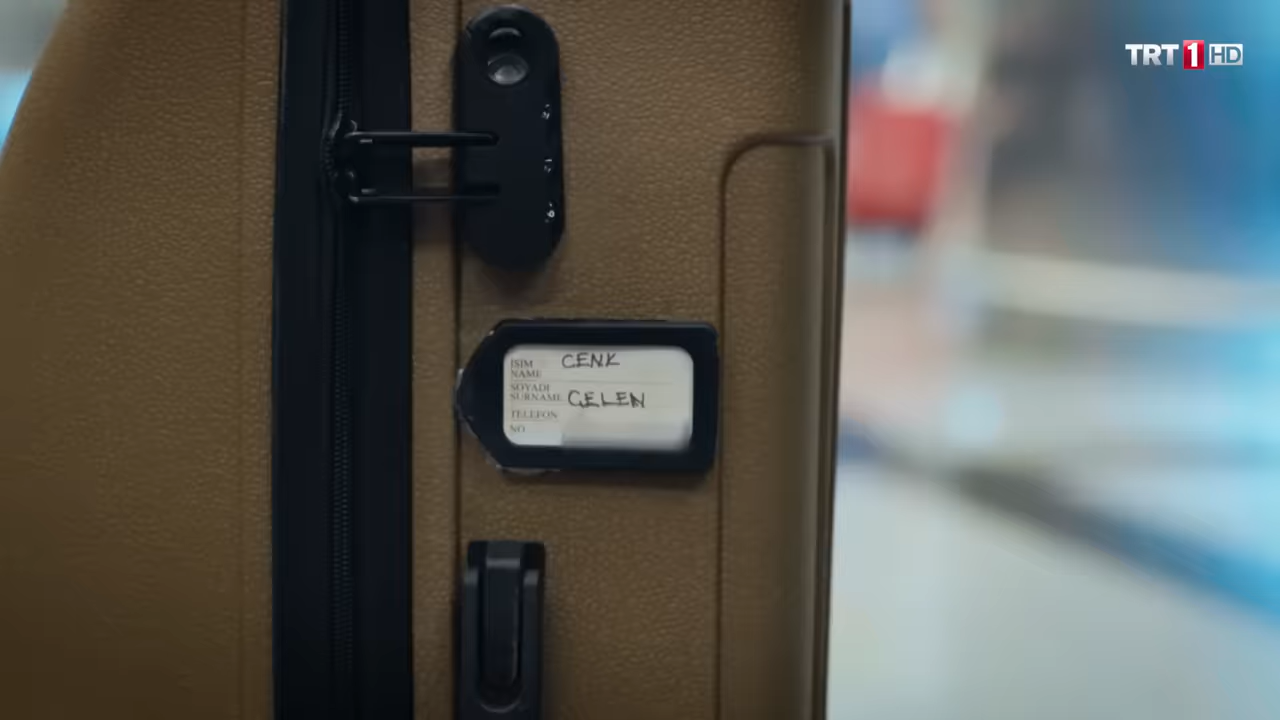 TRT 1 HD
İSİM CENK
NAME
SOYADI
SURNAME ÇELEN
TELEFON
NO